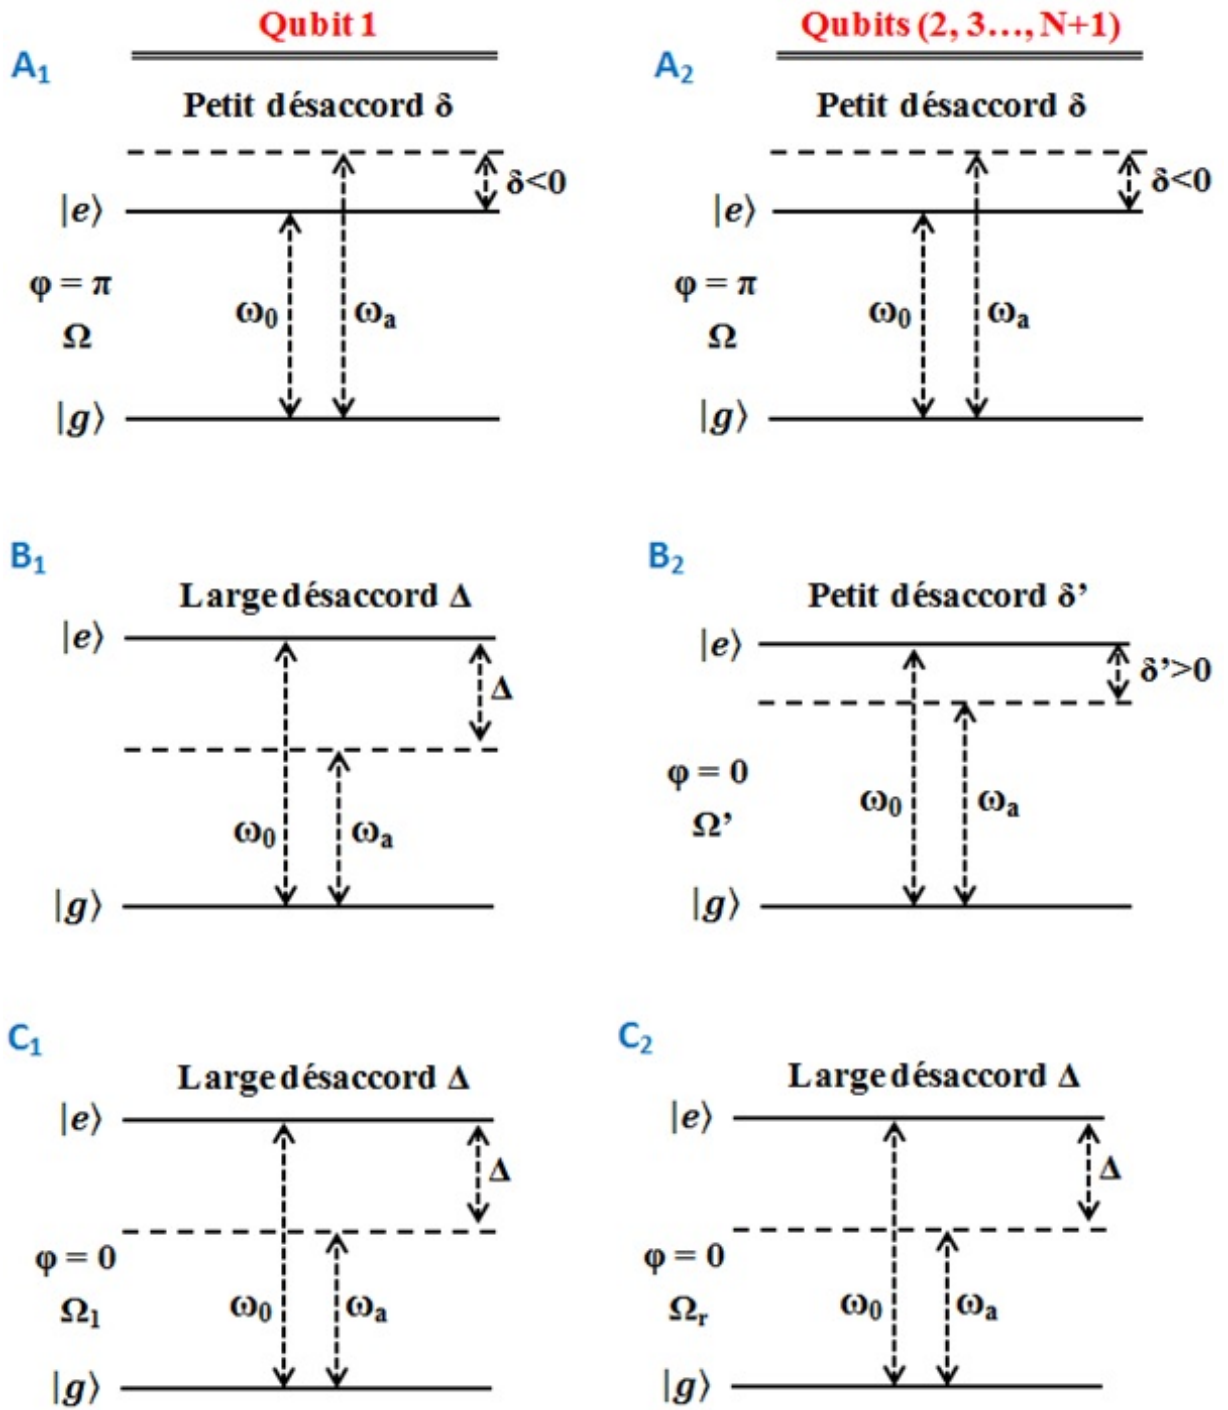 Qubit 1
Qubits (2, 3..., N+1)
A1
A2
Petit désaccord δ
Petit désaccord δ
δ<0
δ<0
|e⟩
|e⟩
φ = π
φ = π
Ω
Ω
ω0
ωa
ω0
ωa
|g⟩
|g⟩
B1
B2
Large désaccord Δ
Petit désaccord δ’
|e⟩
|e⟩
Δ
δ’>0
φ = 0
Ω’
ω0
ωa
ω0
ωa
|g⟩
|g⟩
C1
C2
Large désaccord Δ
Large désaccord Δ
|e⟩
|e⟩
Δ
Δ
φ = 0
φ = 0
Ω1
Ωr
ω0
ωa
ω0
ωa
|g⟩
|g⟩